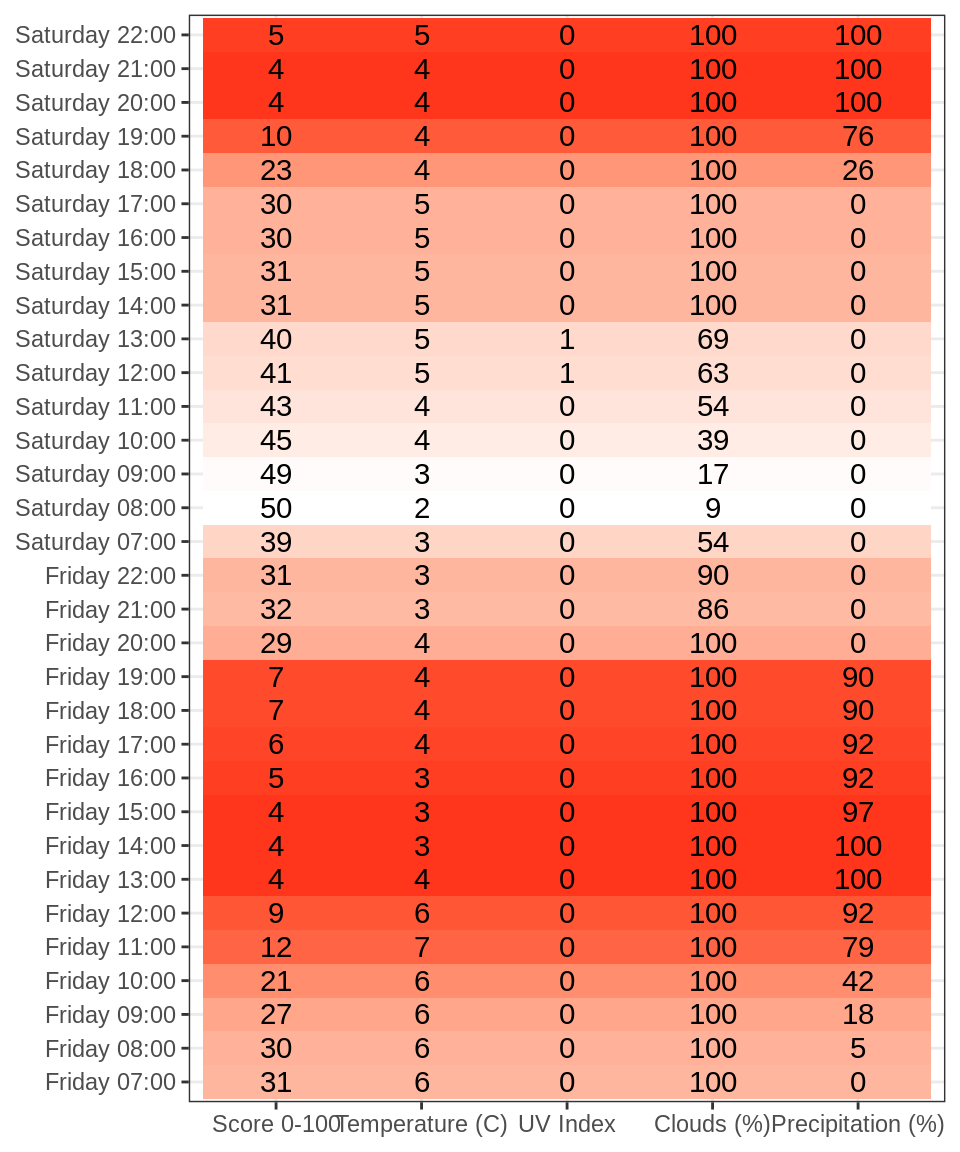 Saturday 22:00 5 5 0 100 100
Saturday 21:00 4 4 0 100 100
Saturday 20:00 4 4 0 100 100
Saturday 19:00 10 4 0 100 76
Saturday 18:00 23 4 0 100 26
Saturday 17:00 30 5 0 100 0
Saturday 16:00 30 5 0 100 0
Saturday 15:00 31 5 0 100 0
Saturday 14:00 31 5 0 100 0
Saturday 13:00 40 5 1 69 0
Saturday 12:00 41 5 1 63 0
Saturday 11:00 43 4 0 54 0
Saturday 10:00 45 4 0 39 0
Saturday 09:00 49 3 0 17 0
Saturday 08:00 50 2 0 9 0
Saturday 07:00 39 3 0 54 0
Friday 22:00 31 3 0 90 0
Friday 21:00 32 3 0 86 0
Friday 20:00 29 4 0 100 0
Friday 19:00 7 4 0 100 90
Friday 18:00 7 4 0 100 90
Friday 17:00 6 4 0 100 92
Friday 16:00 5 3 0 100 92
Friday 15:00 4 3 0 100 97
Friday 14:00 4 3 0 100 100
Friday 13:00 4 4 0 100 100
Friday 12:00 9 6 0 100 92
Friday 11:00 12 7 0 100 79
Friday 10:00 21 6 0 100 42
Friday 09:00 27 6 0 100 18
Friday 08:00 30 6 0 100 5
Friday 07:00 31 6 0 100 0
Score 0-100 Temperature (C) UV Index Clouds (%) Precipitation (%)